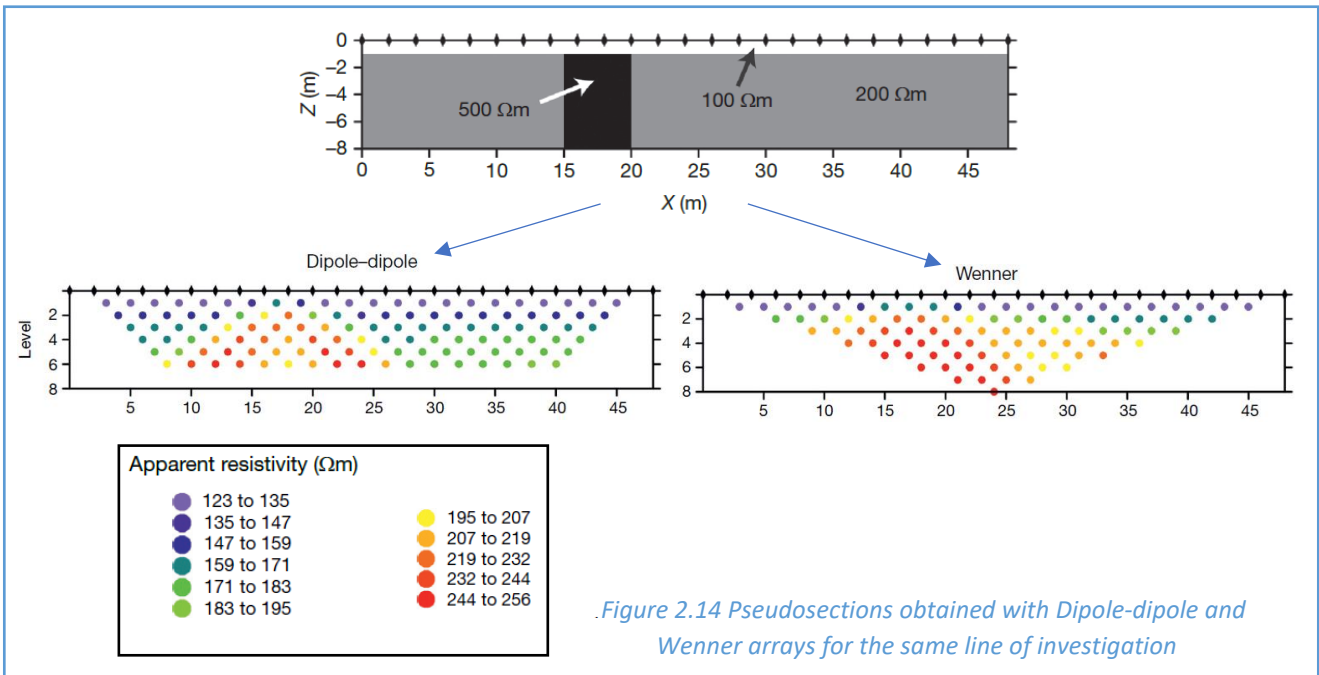 0
−2
−4
−6
−8
Z (m)
500 Ωm
100 Ωm
200 Ωm
0 5 10 15 20 25 30 35 40 45
X (m)
Dipole–dipole
Level
2
4
6
8
5 10 15 20 25 30 35 40 45
Wenner
2
4
6
8
5 10 15 20 25 30 35 40 45
Apparent resistivity (Ωm)
123 to 135
135 to 147
147 to 159
159 to 171
171 to 183
183 to 195
195 to 207
207 to 219
219 to 232
232 to 244
244 to 256
.Figure 2.14 Pseudosections obtained with Dipole-dipole and
Wenner arrays for the same line of investigation